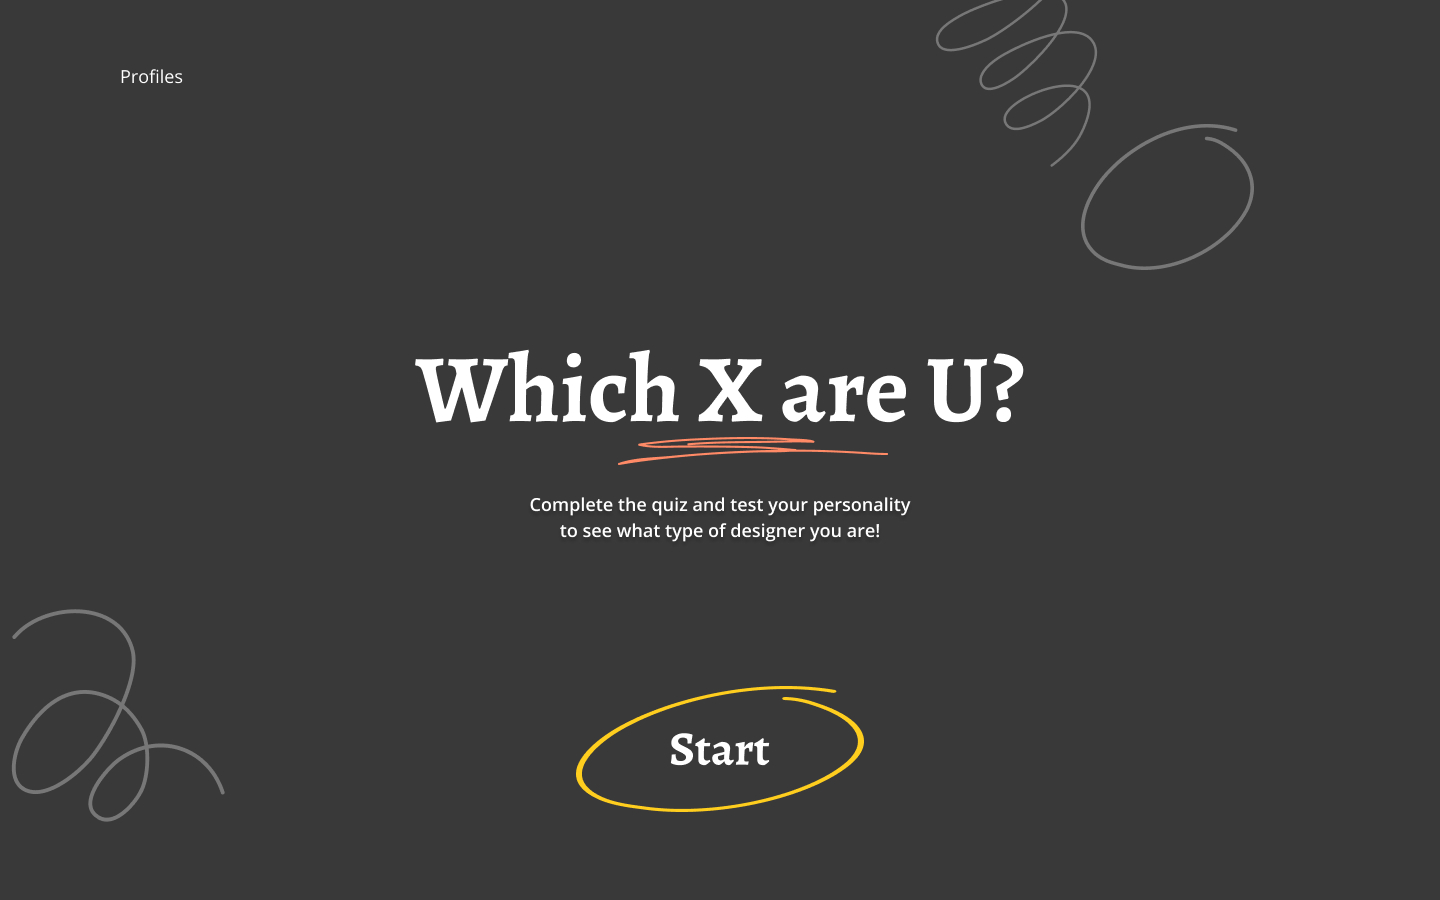 Profiles
Which X are U?
Complete the quiz and test your personality
to see what type of designer you are!
Start